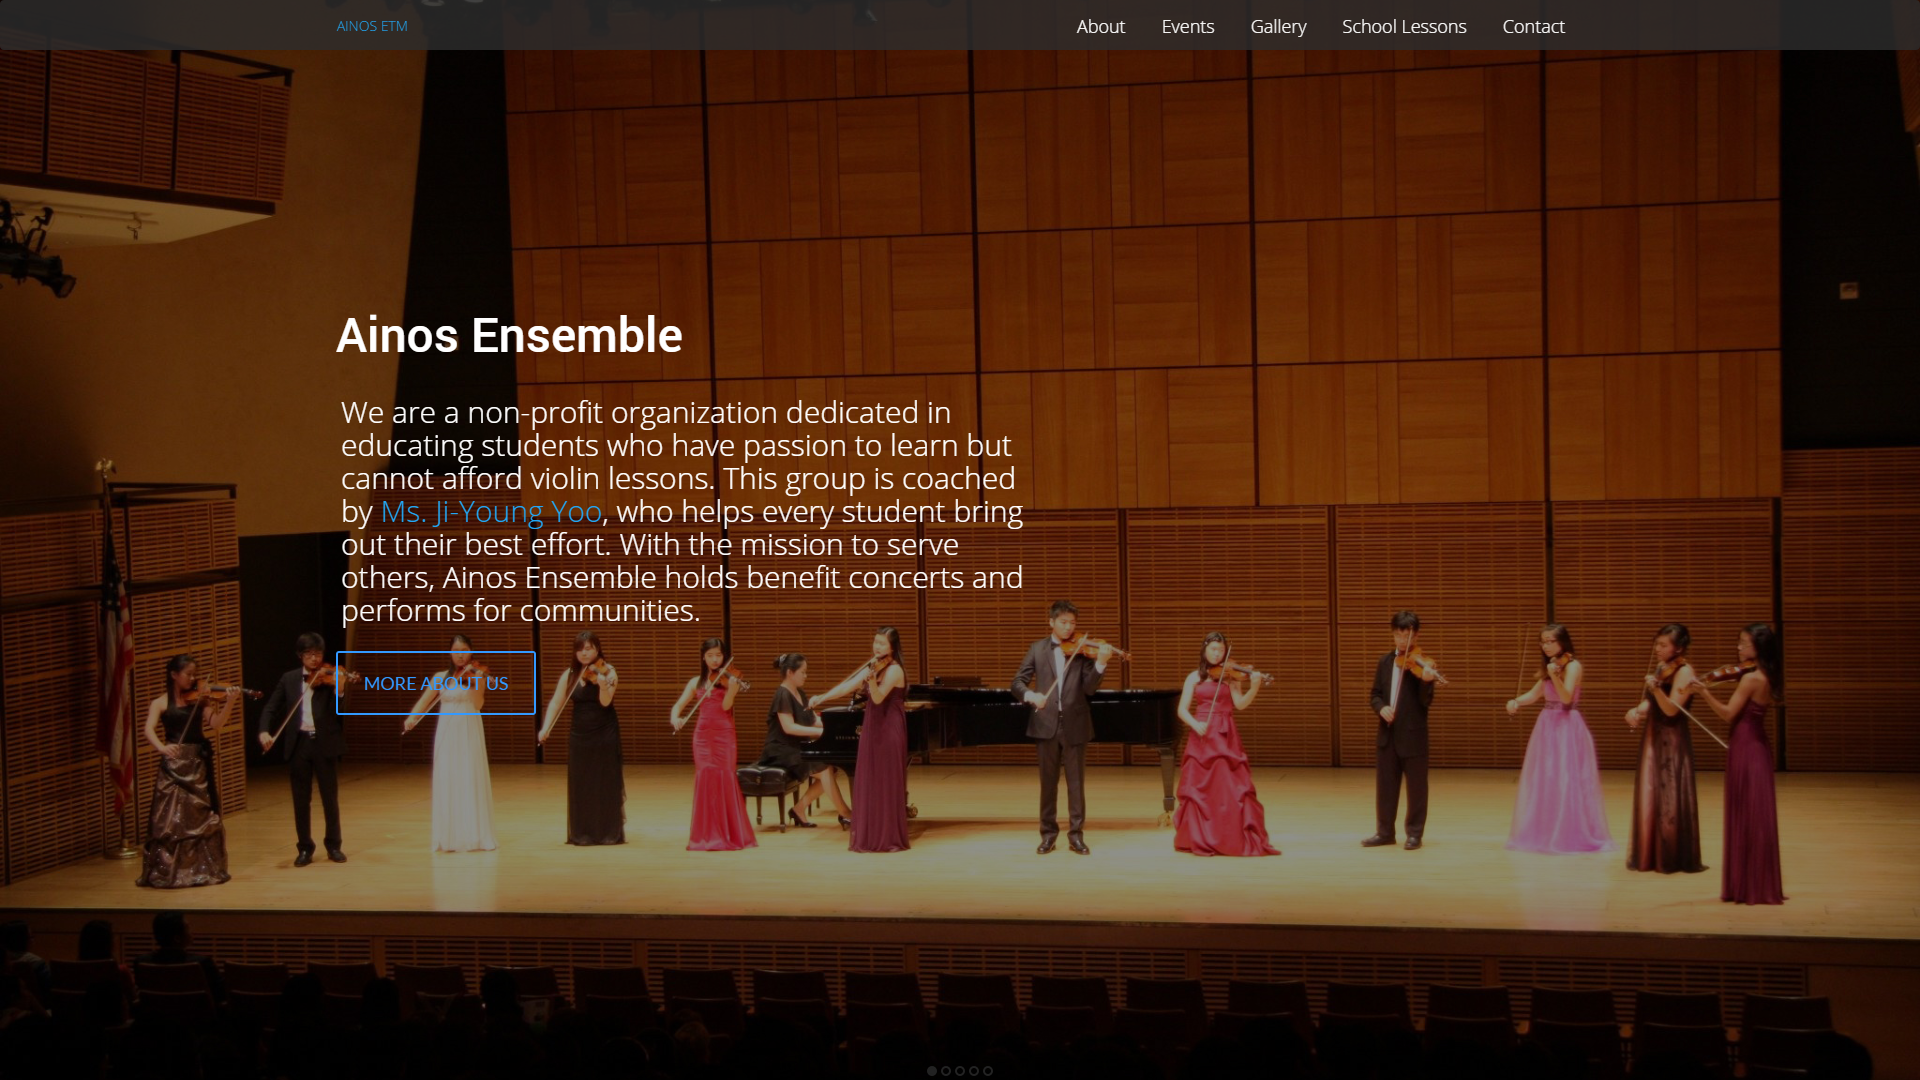 AINOS ETM
About
Events
Gallery
School Lessons
Contact
Ainos Ensemble
We are a non-profit organization dedicated in
educating students who have passion to learn but
cannot afford violin lessons. This group is coached
by Ms. Ji-Young Yoo, who helps every student bring
out their best effort. With the mission to serve
others, Ainos Ensemble holds benefit concerts and
performs for communities.
MORE ABOUT US